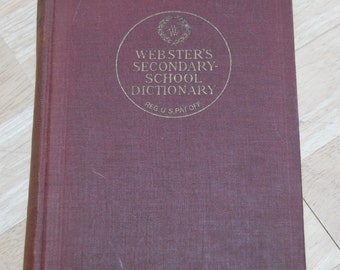 W
WEBSTER'S
SECONDARY-
SCHOOL
DICTIONARY
REG. U.S. PAT. OFF.